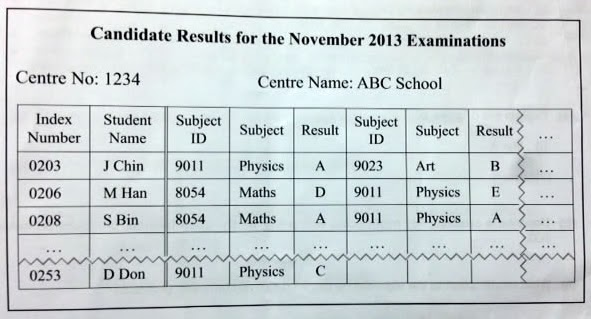 Candidate Results for the November 2013 Examinations
Centre No: 1234 Centre Name: ABC School
Index Number Student Name Subject ID Subject Result Subject ID Subject Result ...
0203 J Chin 9011 Physics A 9023 Art B ...
0206 M Han 8054 Maths D 9011 Physics E ...
0208 S Bin 8054 Maths A 9011 Physics A ...
... ... ... ... ... ... ... ... ...
0253 D Don 9011 Physics C